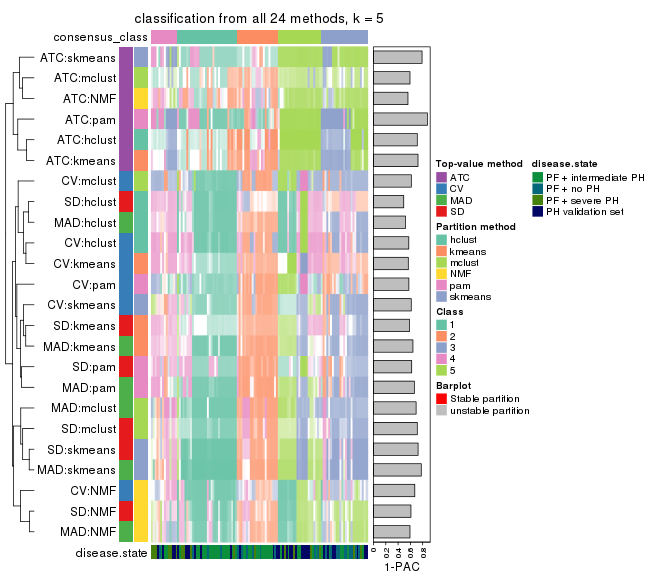 classification from all 24 methods, k = 5
consensus_class
ATC:skmeans
ATC:mclust
ATC:NMF
ATC:pam
ATC:hclust
ATC:kmeans
CV:mclust
SD:hclust
MAD:hclust
CV:hclust
CV:kmeans
CV:pam
CV:skmeans
SD:kmeans
MAD:kmeans
SD:pam
MAD:pam
MAD:mclust
SD:mclust
SD:skmeans
MAD:skmeans
CV:NMF
SD:NMF
MAD:NMF
disease.state
0 0.2 0.4 0.6 0.8
1-PAC
Top-value method
ATC
CV
MAD
SD
Partition method
hclust
kmeans
mclust
NMF
pam
skmeans
Class
1
2
3
4
5
Barplot
Stable partition
unstable partition
disease.state
PF + intermediate PH
PF + no PH
PF + severe PH
PH validation set